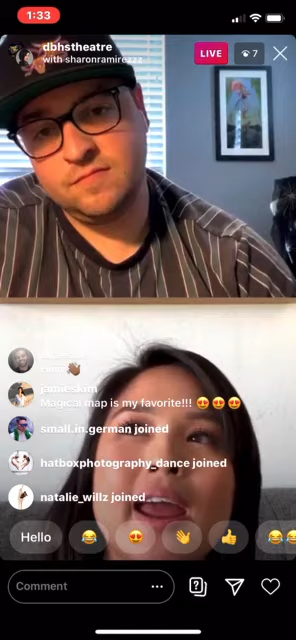 1:33
dbhstheatre
with sharonramirezzz
LIVE
7
jamieskim
Magical map is my favorite!!! 😍😍😍
small.in.german joined
hatboxphotography_dance joined
natalie_willz joined
Hello
Comment